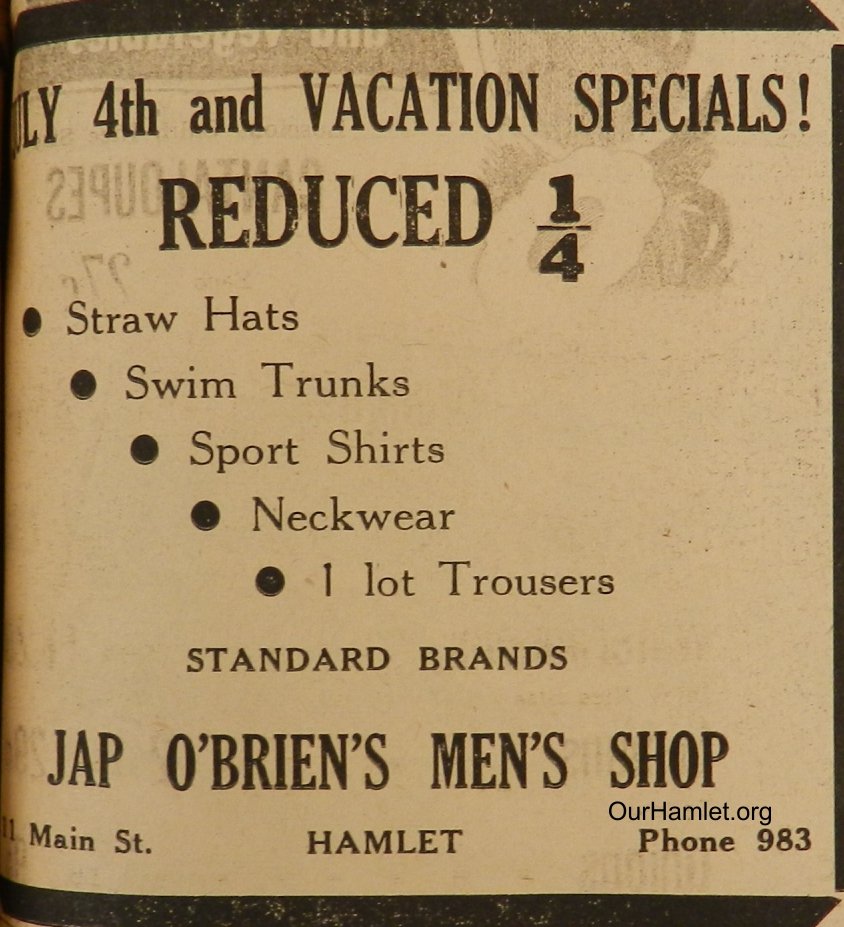 JULY 4th and VACATION SPECIALS!
REDUCED 1/4
● Straw Hats
● Swim Trunks
● Sport Shirts
● Neckwear
● 1 lot Trousers
STANDARD BRANDS
JAP O'BRIEN'S MEN'S SHOP
OurHamlet.org
Main St. HAMLET Phone 983